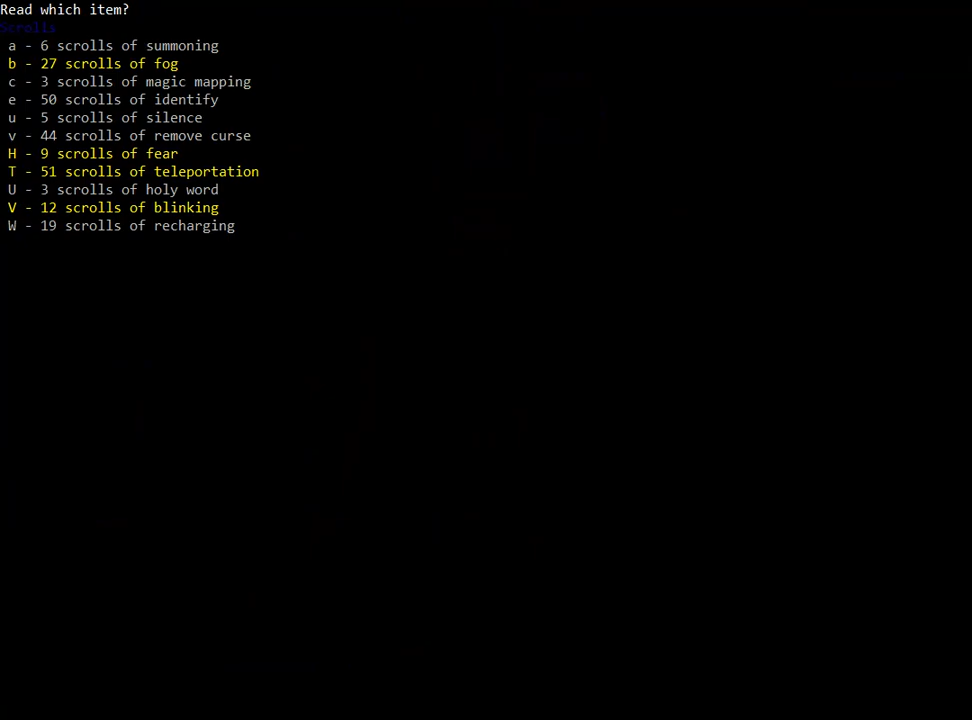 Read which item?
Scrolls
a - 6 scrolls of summoning
b - 27 scrolls of fog
c - 3 scrolls of magic mapping
e - 50 scrolls of identify
u - 5 scrolls of silence
v - 44 scrolls of remove curse
H - 9 scrolls of fear
T - 51 scrolls of teleportation
U - 3 scrolls of holy word
V - 12 scrolls of blinking
W - 19 scrolls of recharging